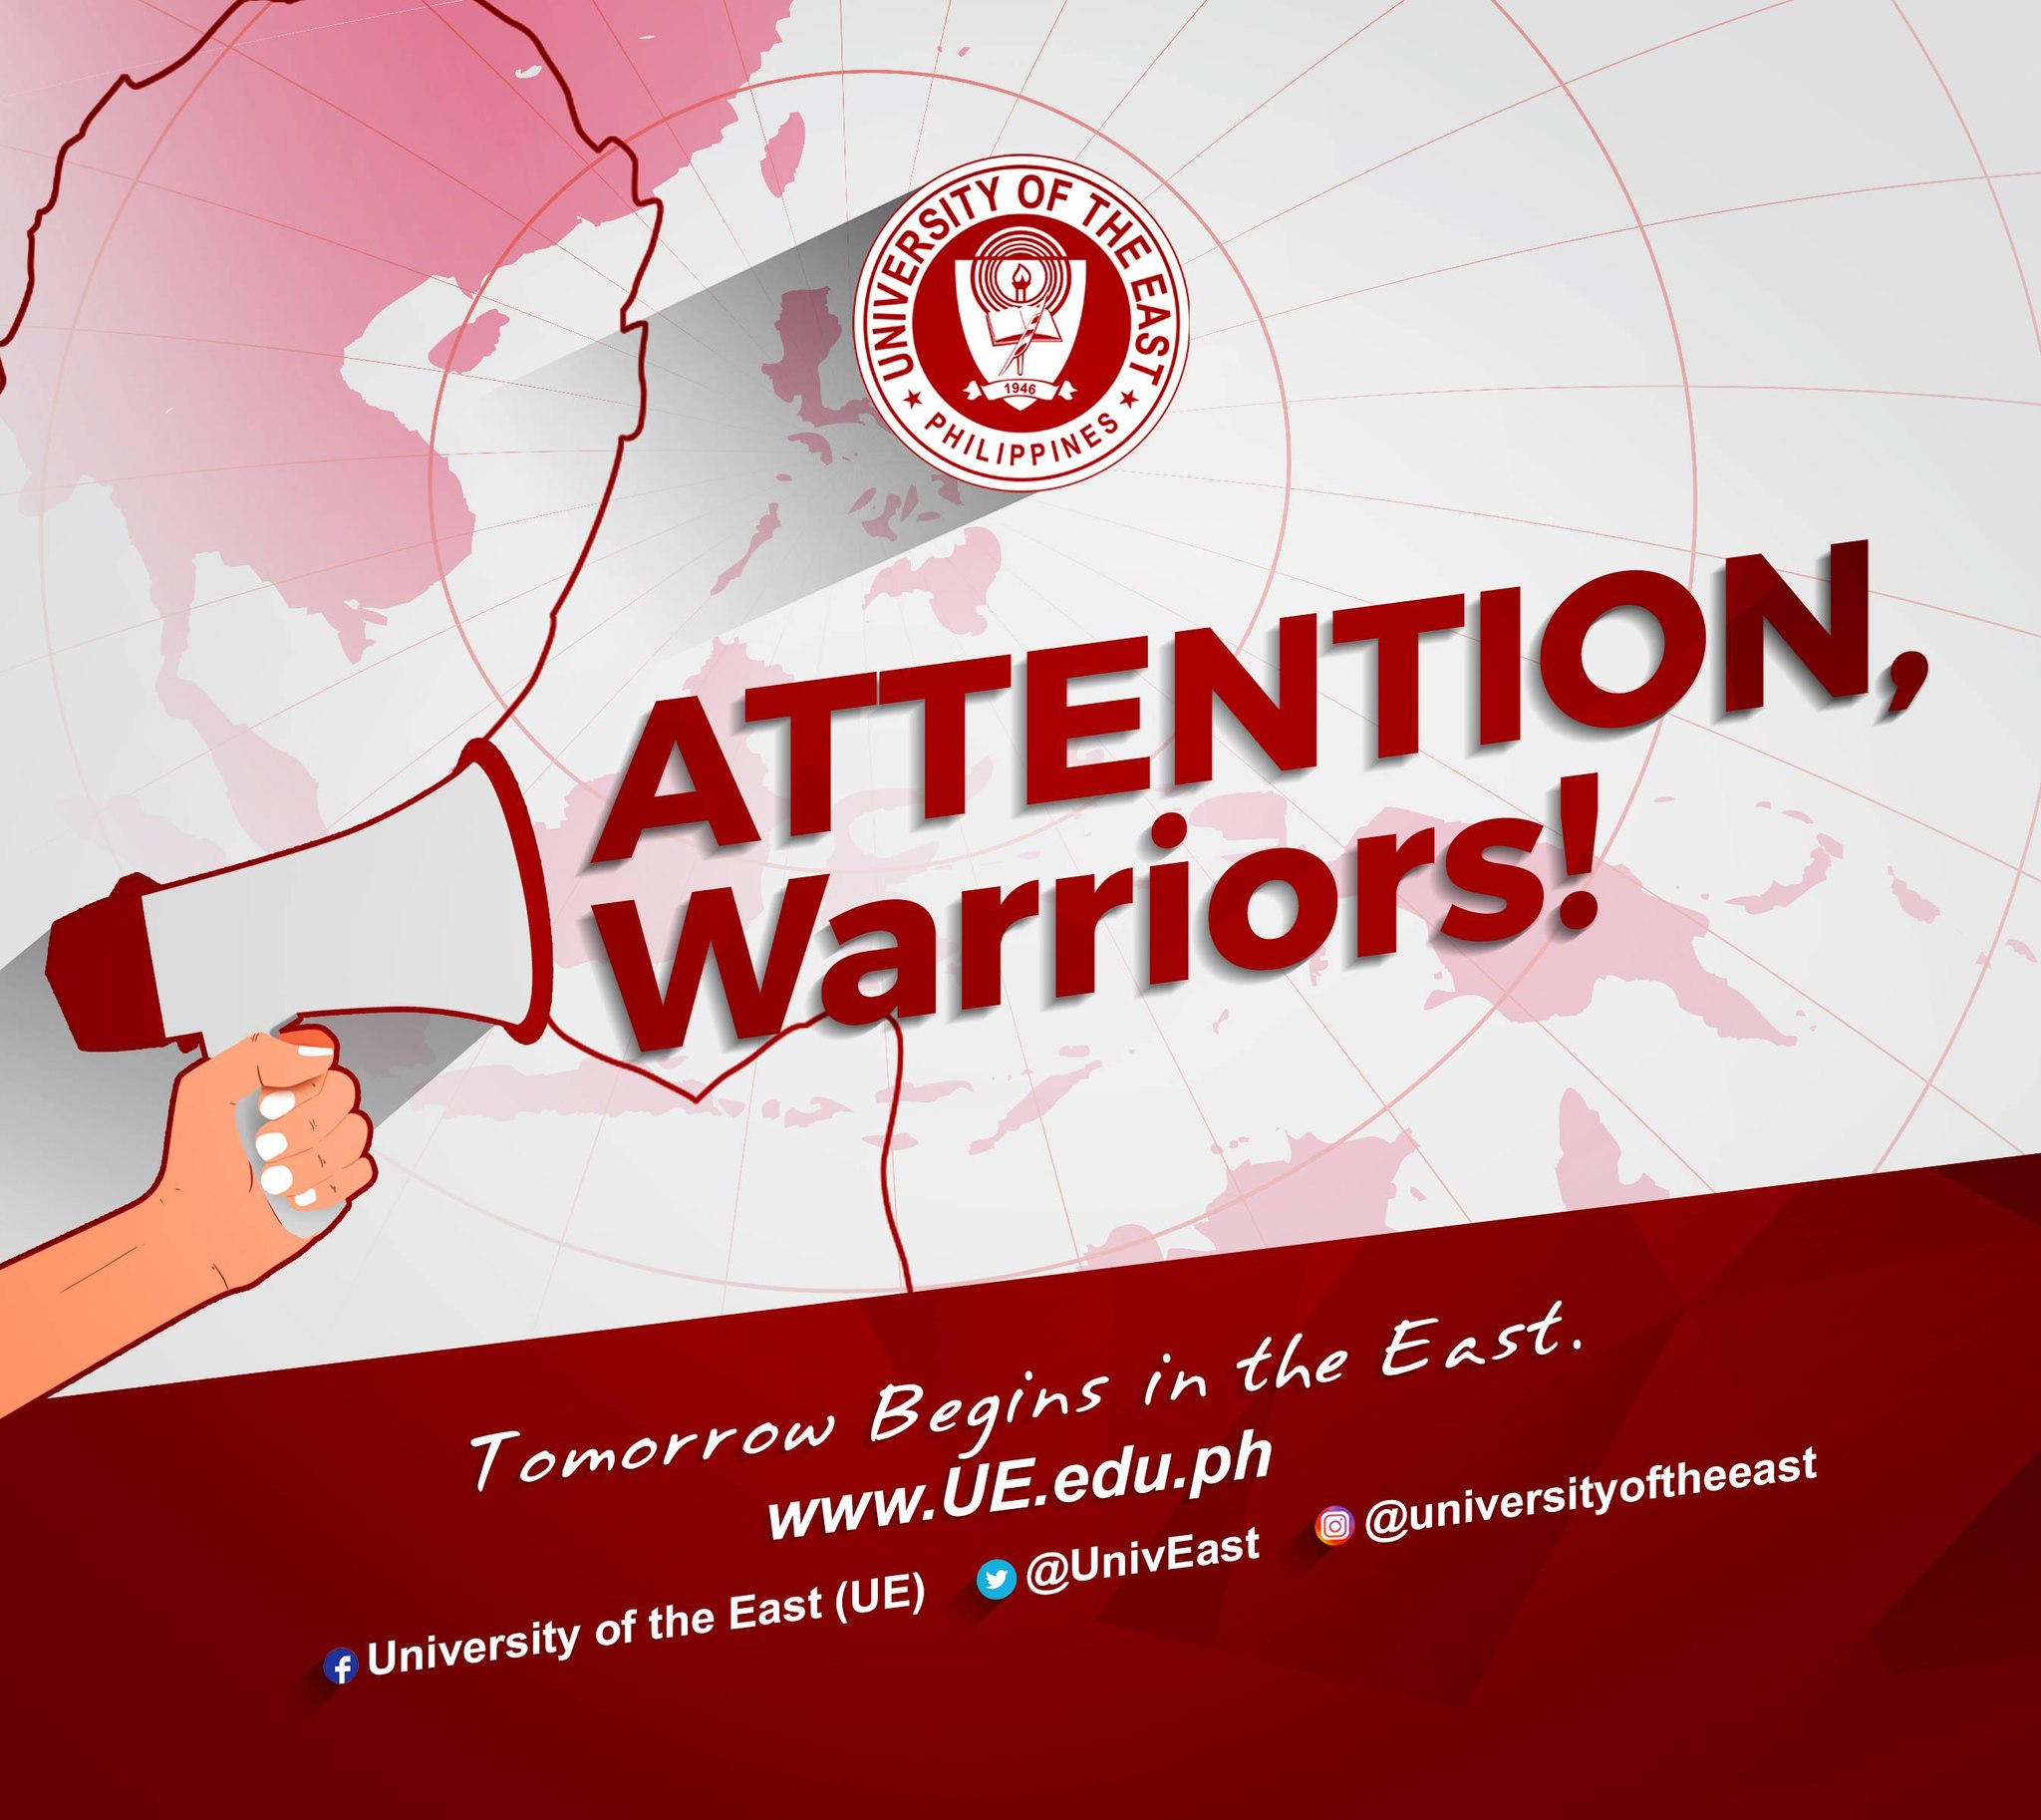 UNIVERSITY OF THE EAST
1946
PHILIPPINES
ATTENTION,
Warriors!
Tomorrow Begins in the East.
www.UE.edu.ph
University of the East (UE) @UnivEast @universityoftheeast